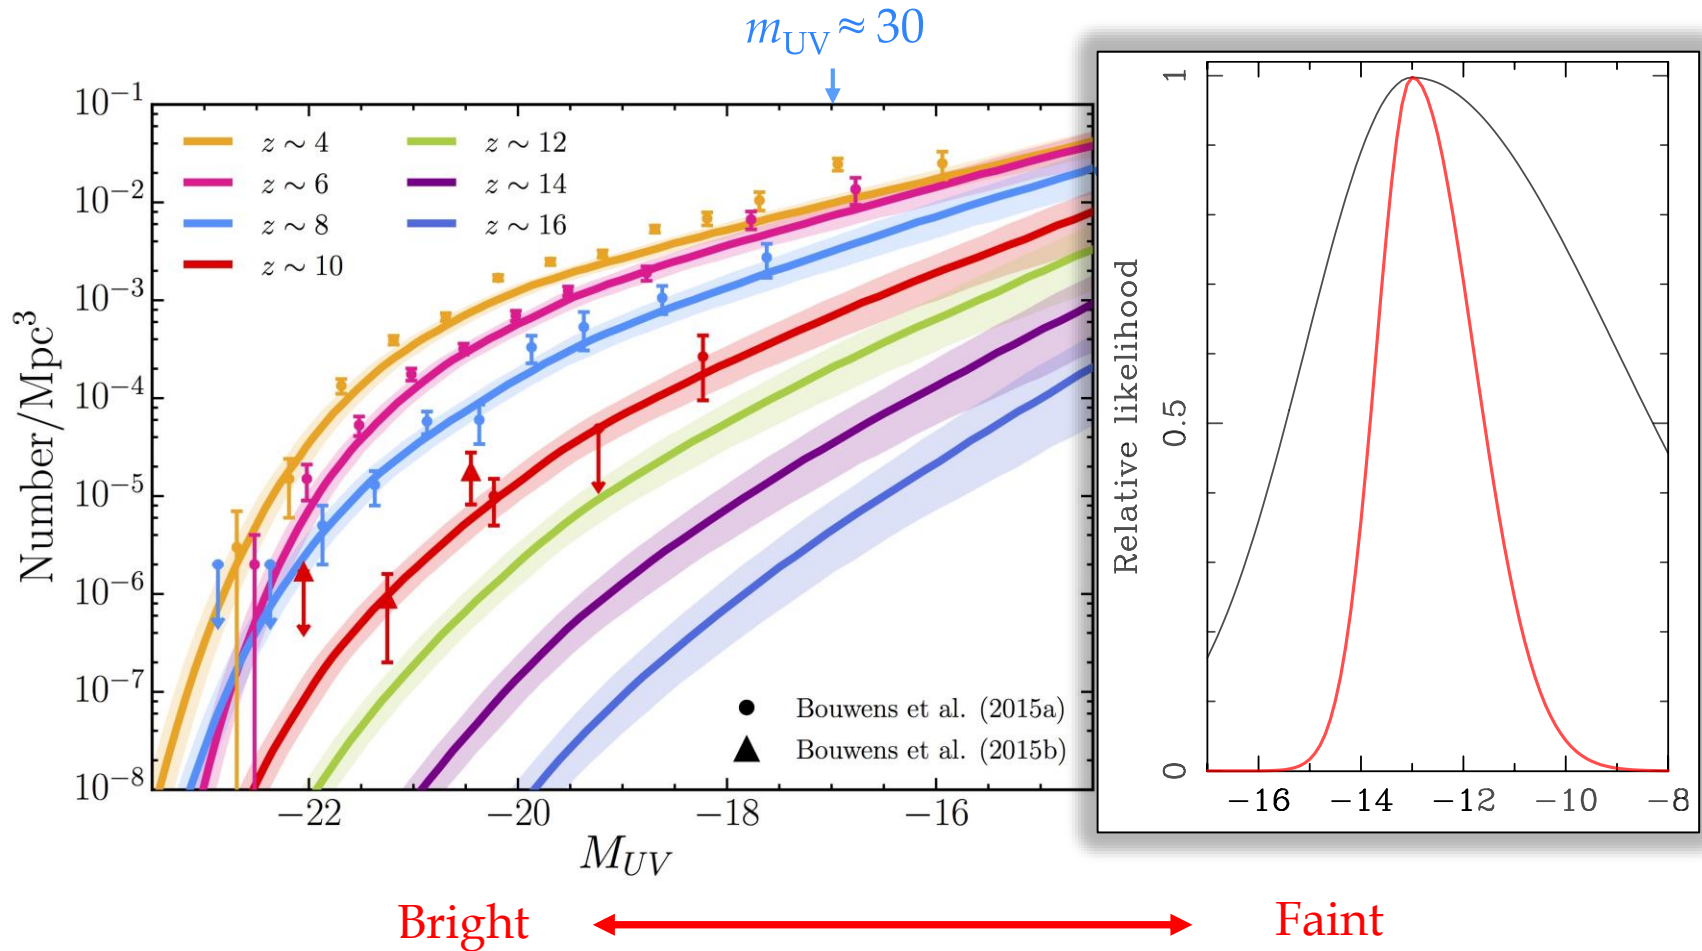 m_UV ≈ 30
10^−1
10^−2
10^−3
10^−4
10^−5
10^−6
10^−7
10^−8
Number/Mpc^3
z ∼ 4
z ∼ 6
z ∼ 8
z ∼ 10
z ∼ 12
z ∼ 14
z ∼ 16
Bouwens et al. (2015a)
Bouwens et al. (2015b)
−22 −20 −18 −16
M_UV
1
0.5
0
Relative likelihood
−16 −14 −12 −10 −8
Bright
Faint